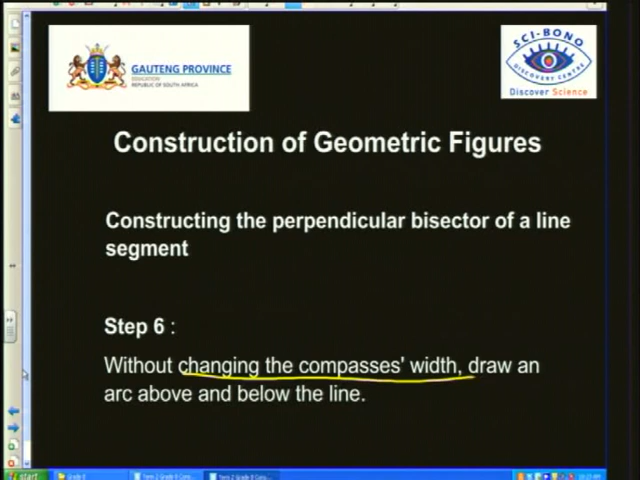 GAUTENG PROVINCE
EDUCATION
REPUBLIC OF SOUTH AFRICA
SCI-BONO
DISCOVERY CENTRE
Discover Science
Construction of Geometric Figures
Constructing the perpendicular bisector of a line
segment
Step 6 :
Without changing the compasses' width, draw an
arc above and below the line.
start